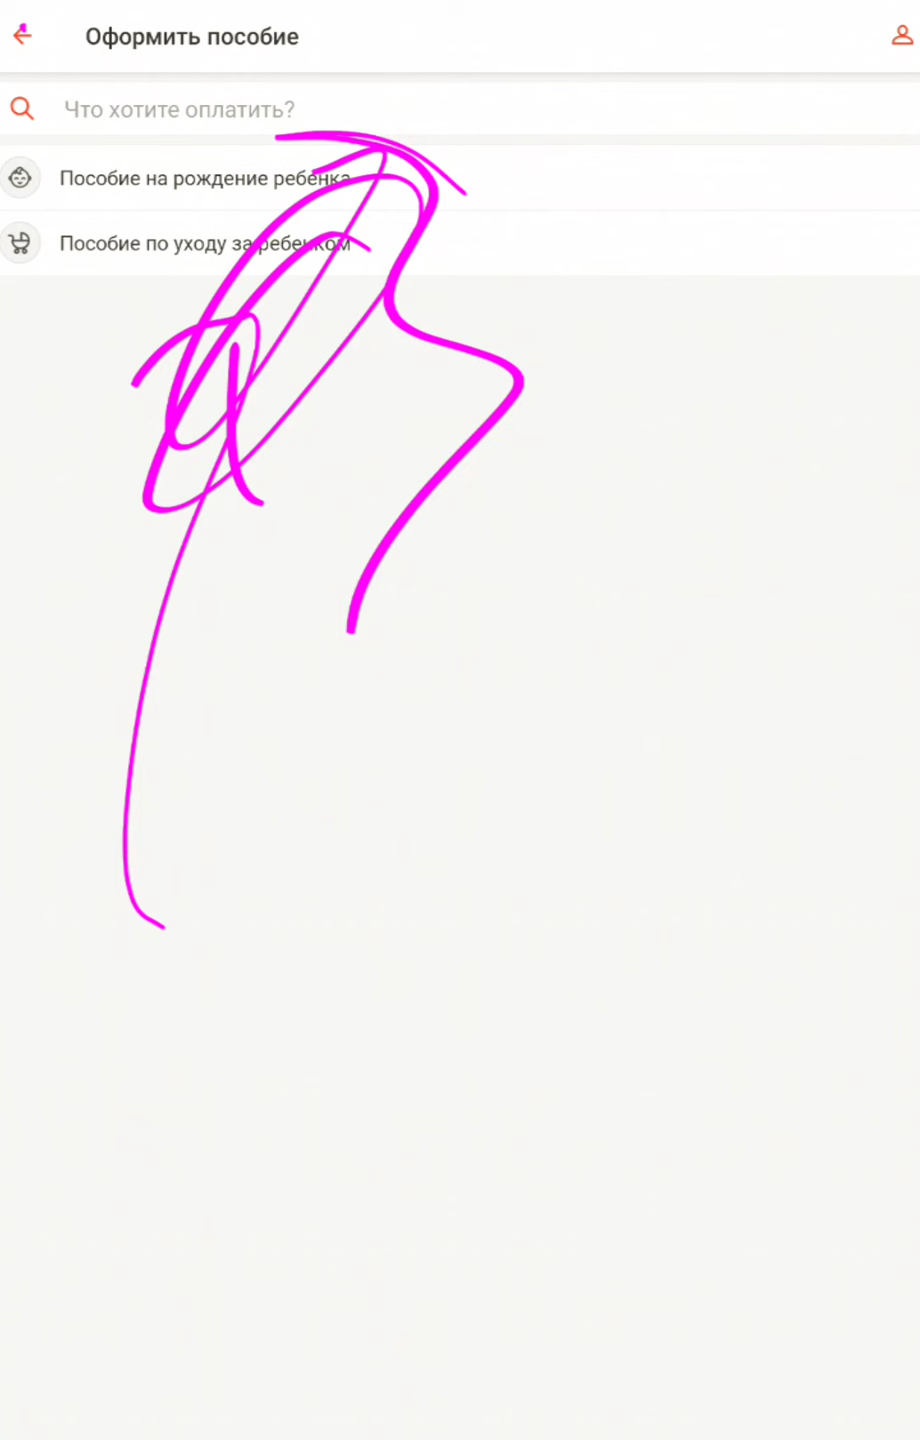 Оформить пособие
Что хотите оплатить?
Пособие на рождение ребенка
Пособие по уходу за ребенком